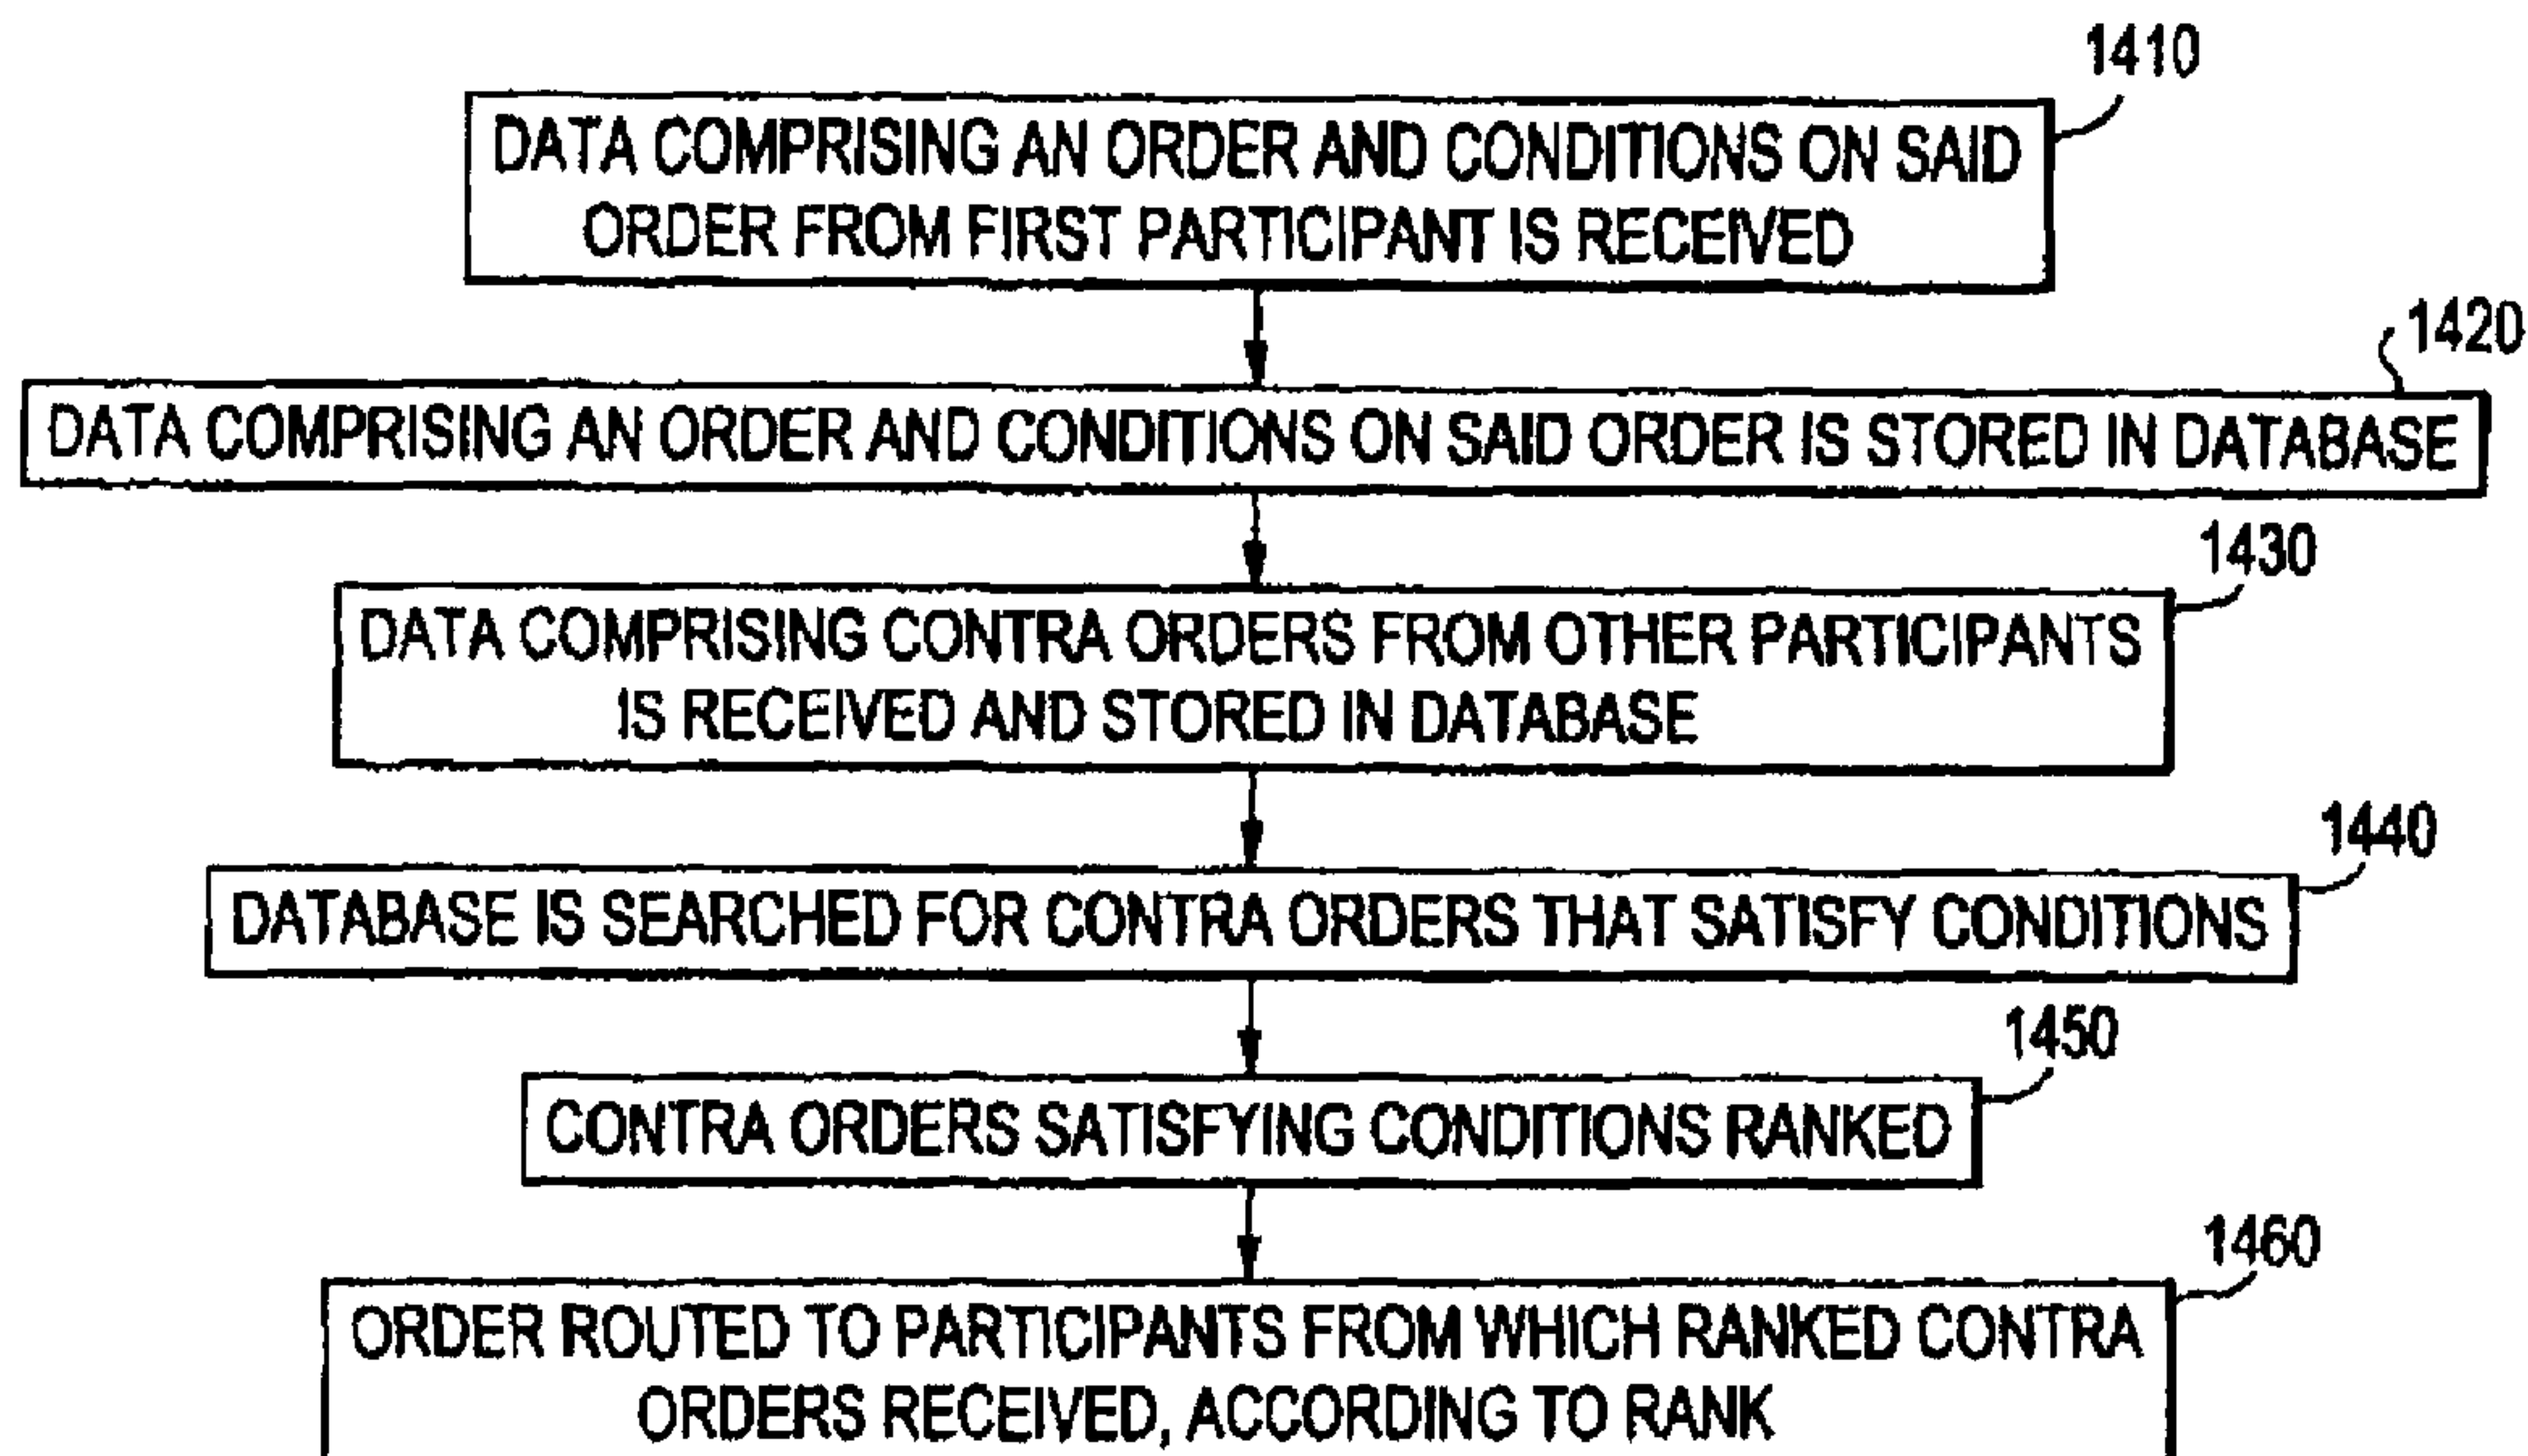 1410
DATA COMPRISING AN ORDER AND CONDITIONS ON SAID
ORDER FROM FIRST PARTICIPANT IS RECEIVED
1420
DATA COMPRISING AN ORDER AND CONDITIONS ON SAID ORDER IS STORED IN DATABASE
1430
DATA COMPRISING CONTRA ORDERS FROM OTHER PARTICIPANTS
IS RECEIVED AND STORED IN DATABASE
1440
DATABASE IS SEARCHED FOR CONTRA ORDERS THAT SATISFY CONDITIONS
1450
CONTRA ORDERS SATISFYING CONDITIONS RANKED
1460
ORDER ROUTED TO PARTICIPANTS FROM WHICH RANKED CONTRA
ORDERS RECEIVED, ACCORDING TO RANK